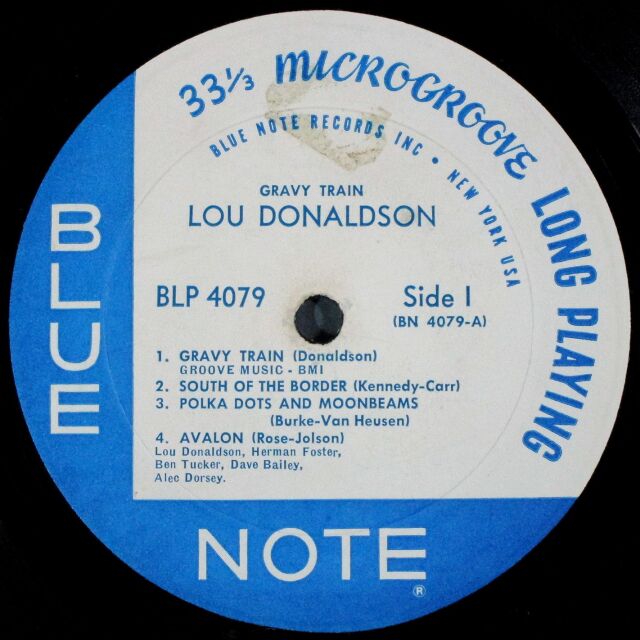 33⅓ MICROGROOVE LONG PLAYING
BLUE NOTE RECORDS INC • NEW YORK USA
GRAVY TRAIN
LOU DONALDSON
BLP 4079
Side 1
(BN 4079-A)
1. GRAVY TRAIN (Donaldson)
GROOVE MUSIC - BMI
2. SOUTH OF THE BORDER (Kennedy-Carr)
3. POLKA DOTS AND MOONBEAMS
(Burke-Van Heusen)
4. AVALON (Rose-Jolson)
Lou Donaldson, Herman Foster,
Ben Tucker, Dave Bailey,
Alec Dorsey.
BLUE
NOTE
®